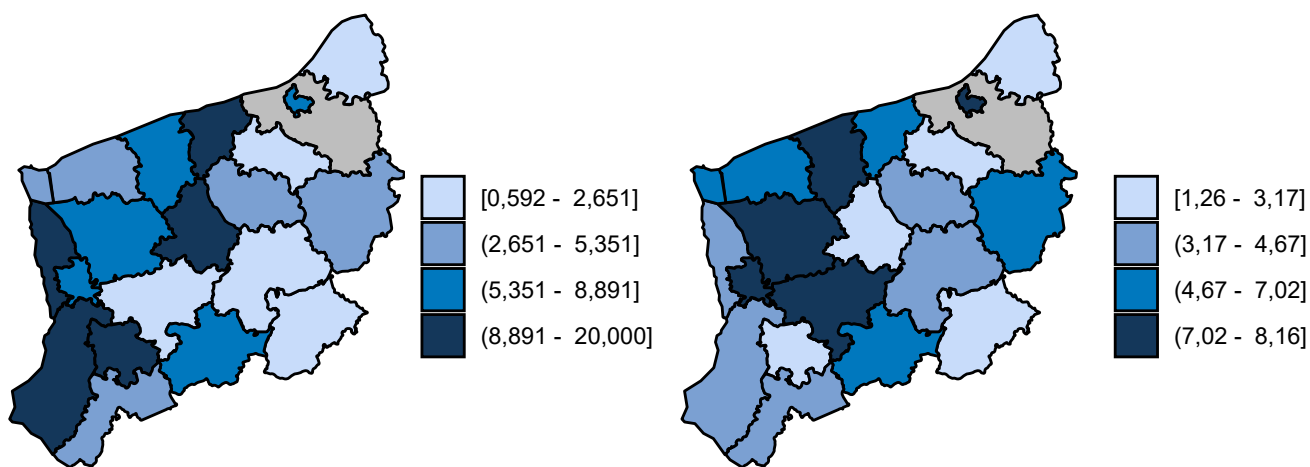 [0,592 - 2,651]
(2,651 - 5,351]
(5,351 - 8,891]
(8,891 - 20,000]
[1,26 - 3,17]
(3,17 - 4,67]
(4,67 - 7,02]
(7,02 - 8,16]